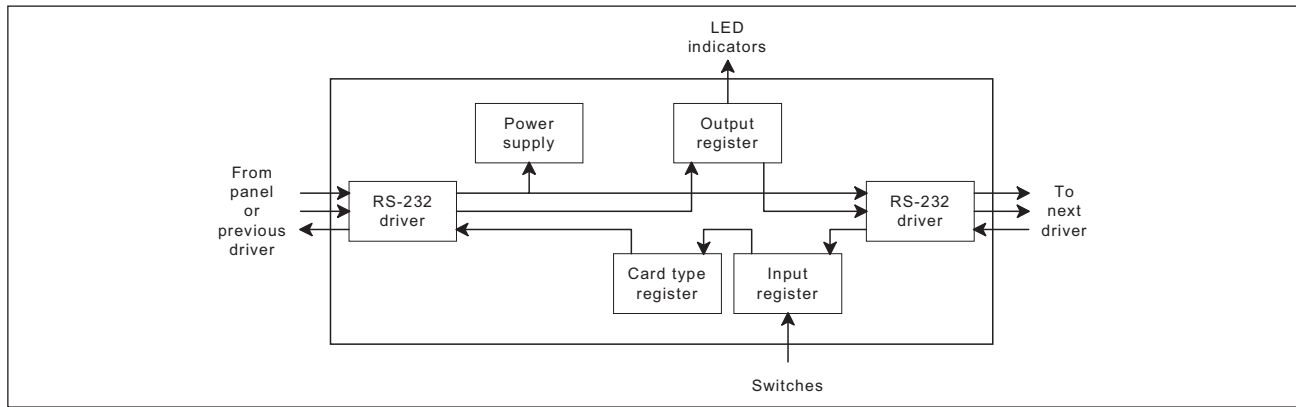 LED
indicators
Power
supply
Output
register
From
panel
or
previous
driver
RS-232
driver
RS-232
driver
To
next
driver
Card type
register
Input
register
Switches